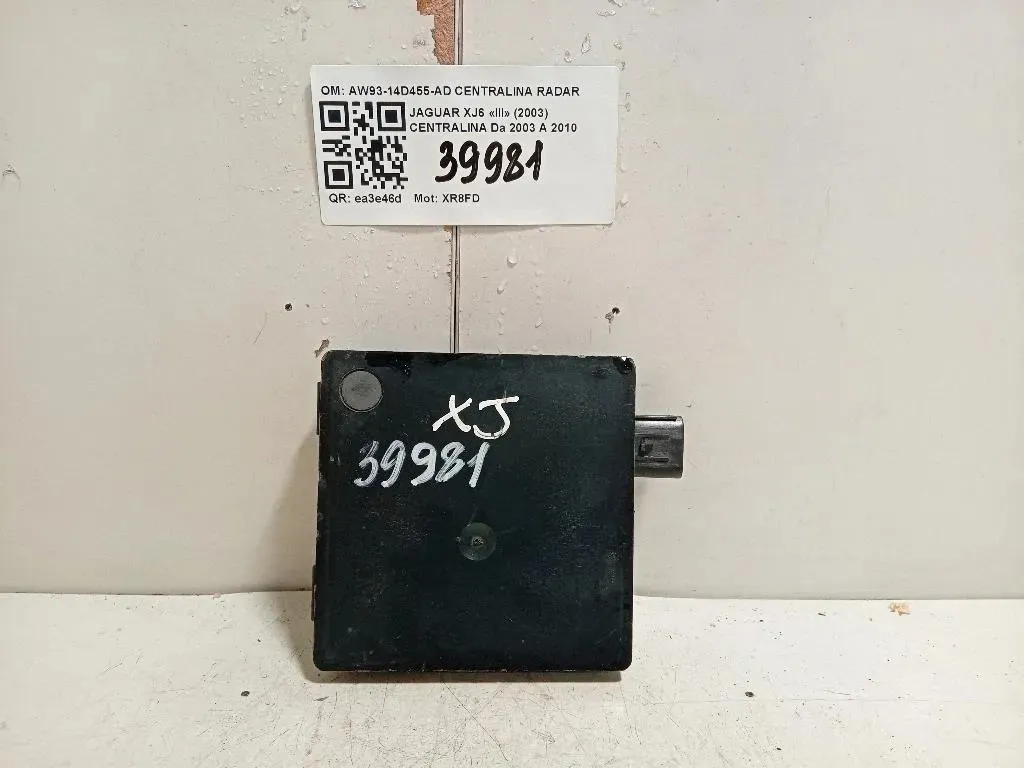 OM: AW93-14D455-AD CENTRALINA RADAR
JAGUAR XJ6 «III» (2003)
CENTRALINA Da 2003 A 2010
39981
QR: ea3e46d Mot: XR8FD
XJ
39981